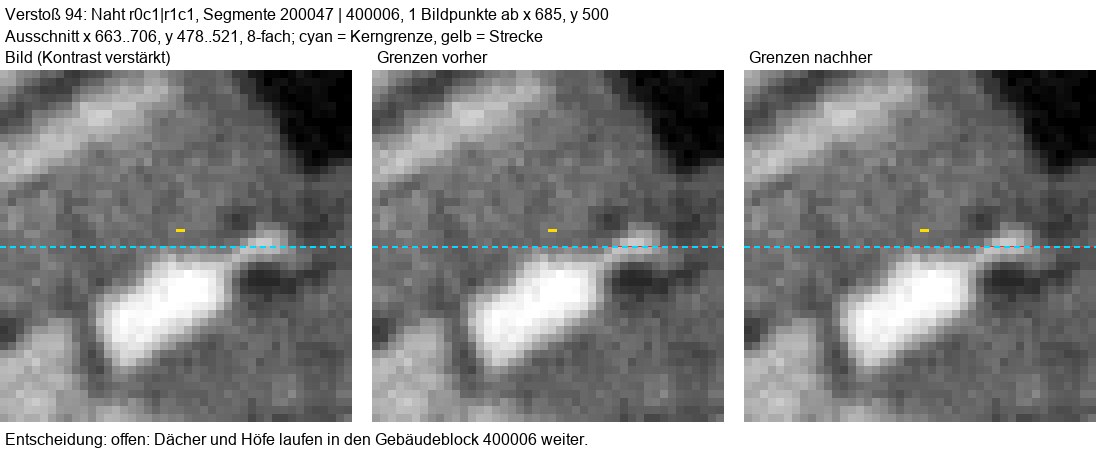 Verstoß 94: Naht r0c1|r1c1, Segmente 200047 | 400006, 1 Bildpunkte ab x 685, y 500
Ausschnitt x 663..706, y 478..521, 8-fach; cyan = Kerngrenze, gelb = Strecke
Bild (Kontrast verstärkt) Grenzen vorher Grenzen nachher
Entscheidung: offen: Dächer und Höfe laufen in den Gebäudeblock 400006 weiter.